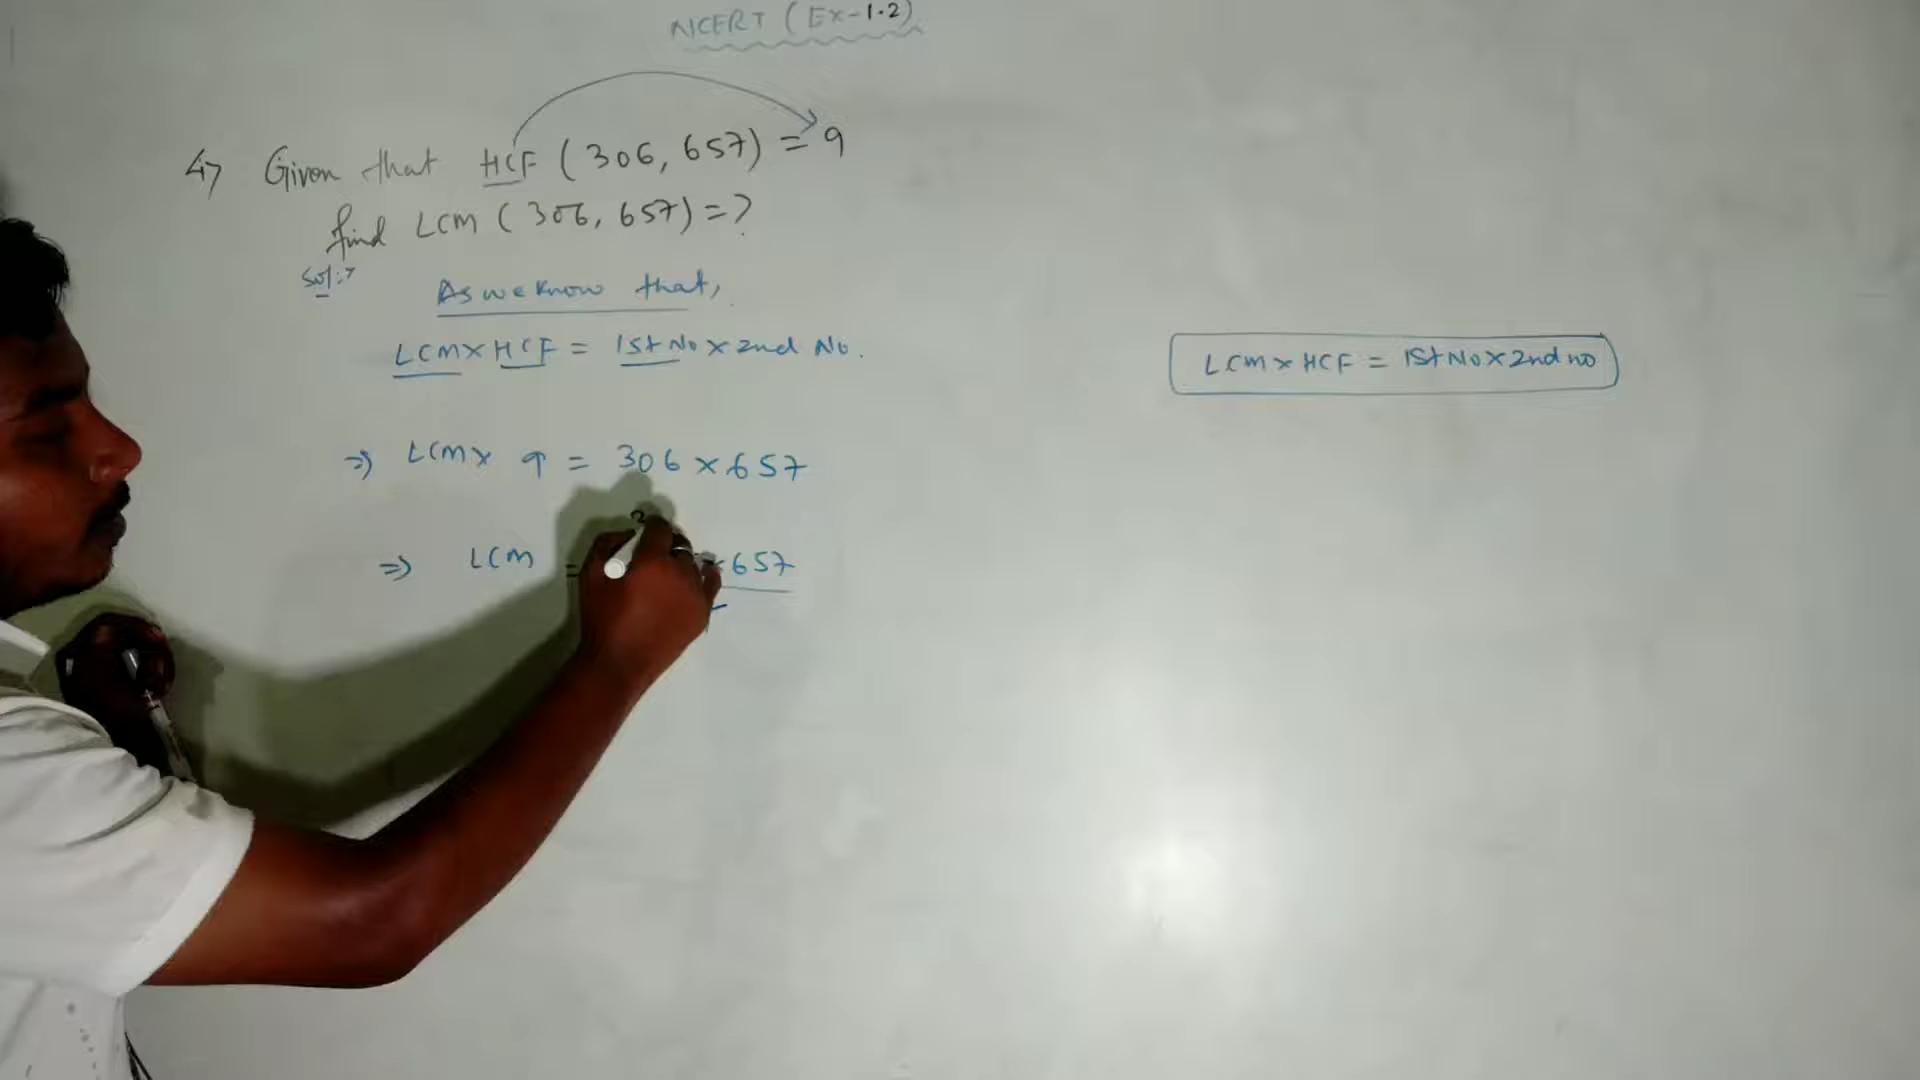 NCERT (Ex-1.2)
4> Given that HCF (306, 657) = 9
find LCM (306, 657) = ?
Sol:>
As we know that,
LCM x HCF = 1st No x 2nd No.
LCM x HCF = 1st No x 2nd no
=> LCM x 9 = 306 x 657
=> LCM = x 657